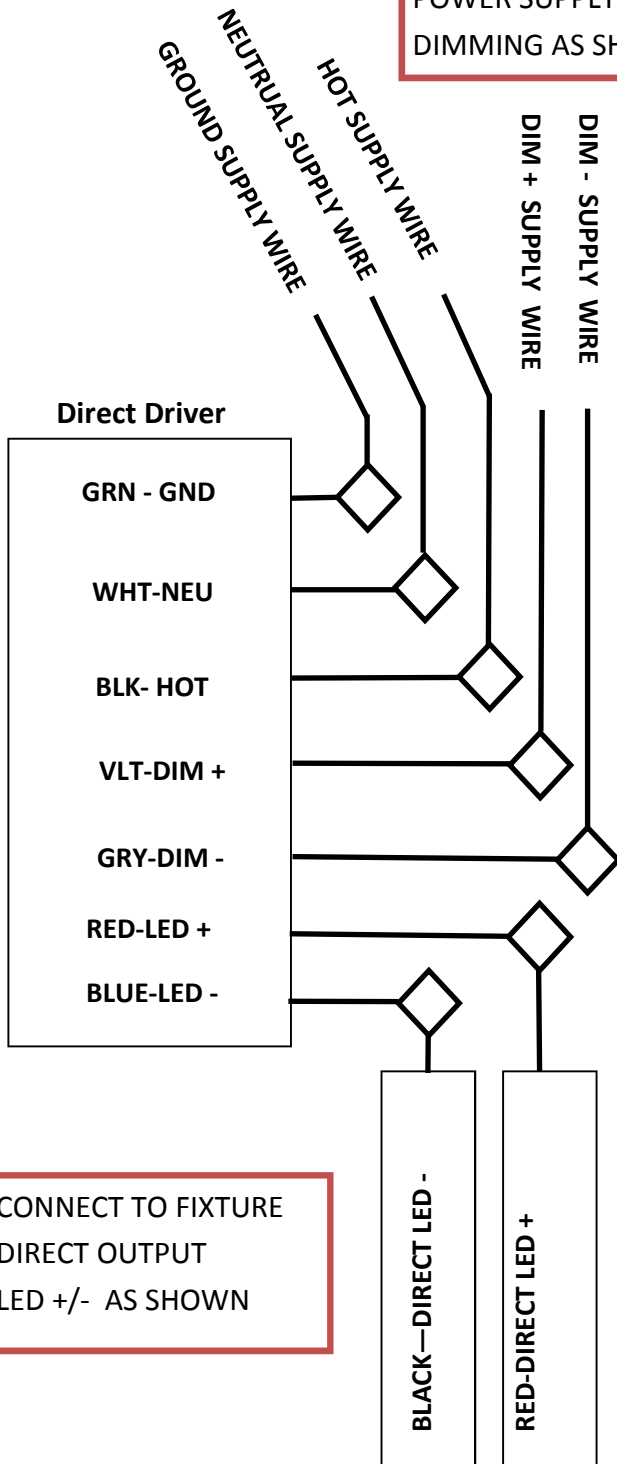 POWER SUPPLY
DIMMING AS SH
GROUND SUPPLY WIRE
NEUTRUAL SUPPLY WIRE
HOT SUPPLY WIRE
DIM + SUPPLY WIRE
DIM - SUPPLY WIRE
Direct Driver
GRN - GND
WHT-NEU
BLK- HOT
VLT-DIM +
GRY-DIM -
RED-LED +
BLUE-LED -
CONNECT TO FIXTURE
DIRECT OUTPUT
LED +/- AS SHOWN
BLACK—DIRECT LED -
RED-DIRECT LED +